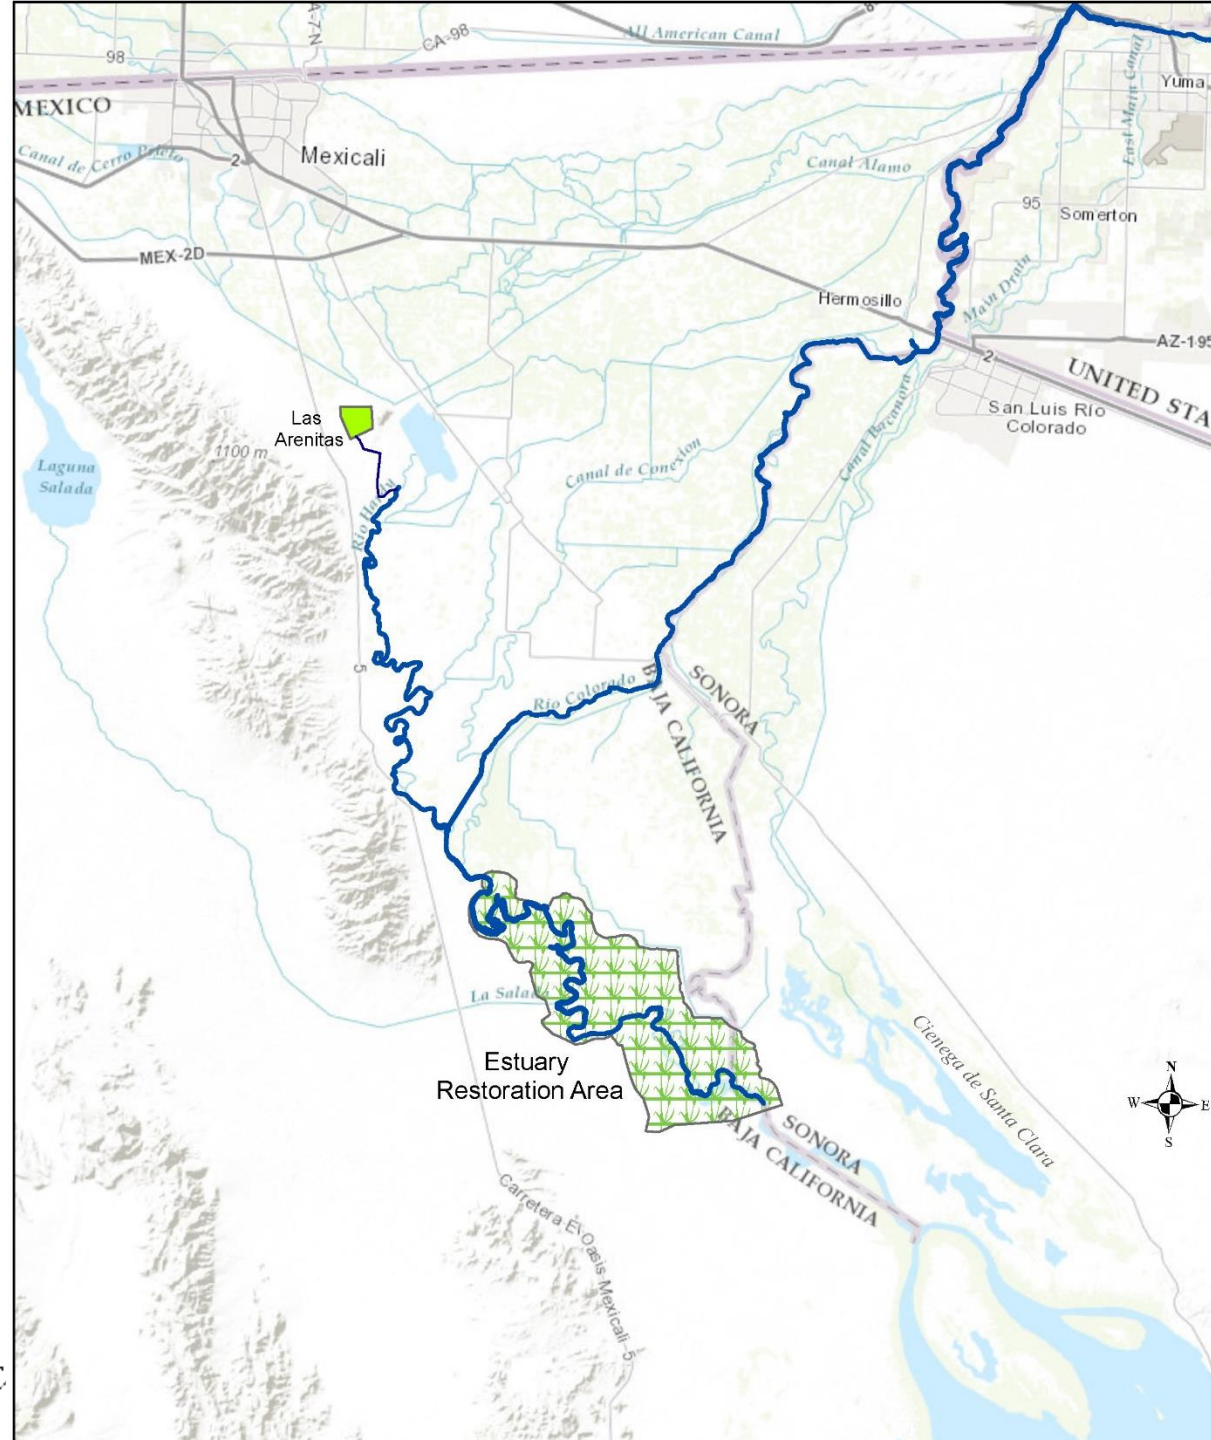 8
A-7-N
CA-98
All American Canal
98
MEXICO
Yuma
East Main Canal
Canal de Cerro Prieto
2
Mexicali
Canal Alamo
95
Somerton
MEX-2D
Main Drain
Hermosillo
AZ-195
2
UNITED STA
San Luis Río
Colorado
Canal Bacanora
Las
Arenitas
1100 m
Canal de Conexion
Laguna
Salada
Río Hardy
5
SONORA
BAJA CALIFORNIA
Río Colorado
La Salada
Estuary
Restoration Area
Cienega de Santa Clara
N
W
E
S
SONORA
BAJA CALIFORNIA
Carretera El Oasis-Mexicali-5